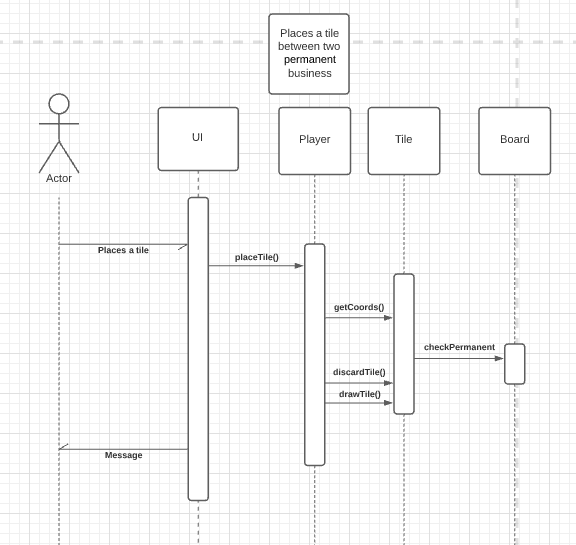 Places a tile
between two
permanent
business
Actor
UI
Player
Tile
Board
Places a tile
placeTile()
getCoords()
checkPermanent
discardTile()
drawTile()
Message